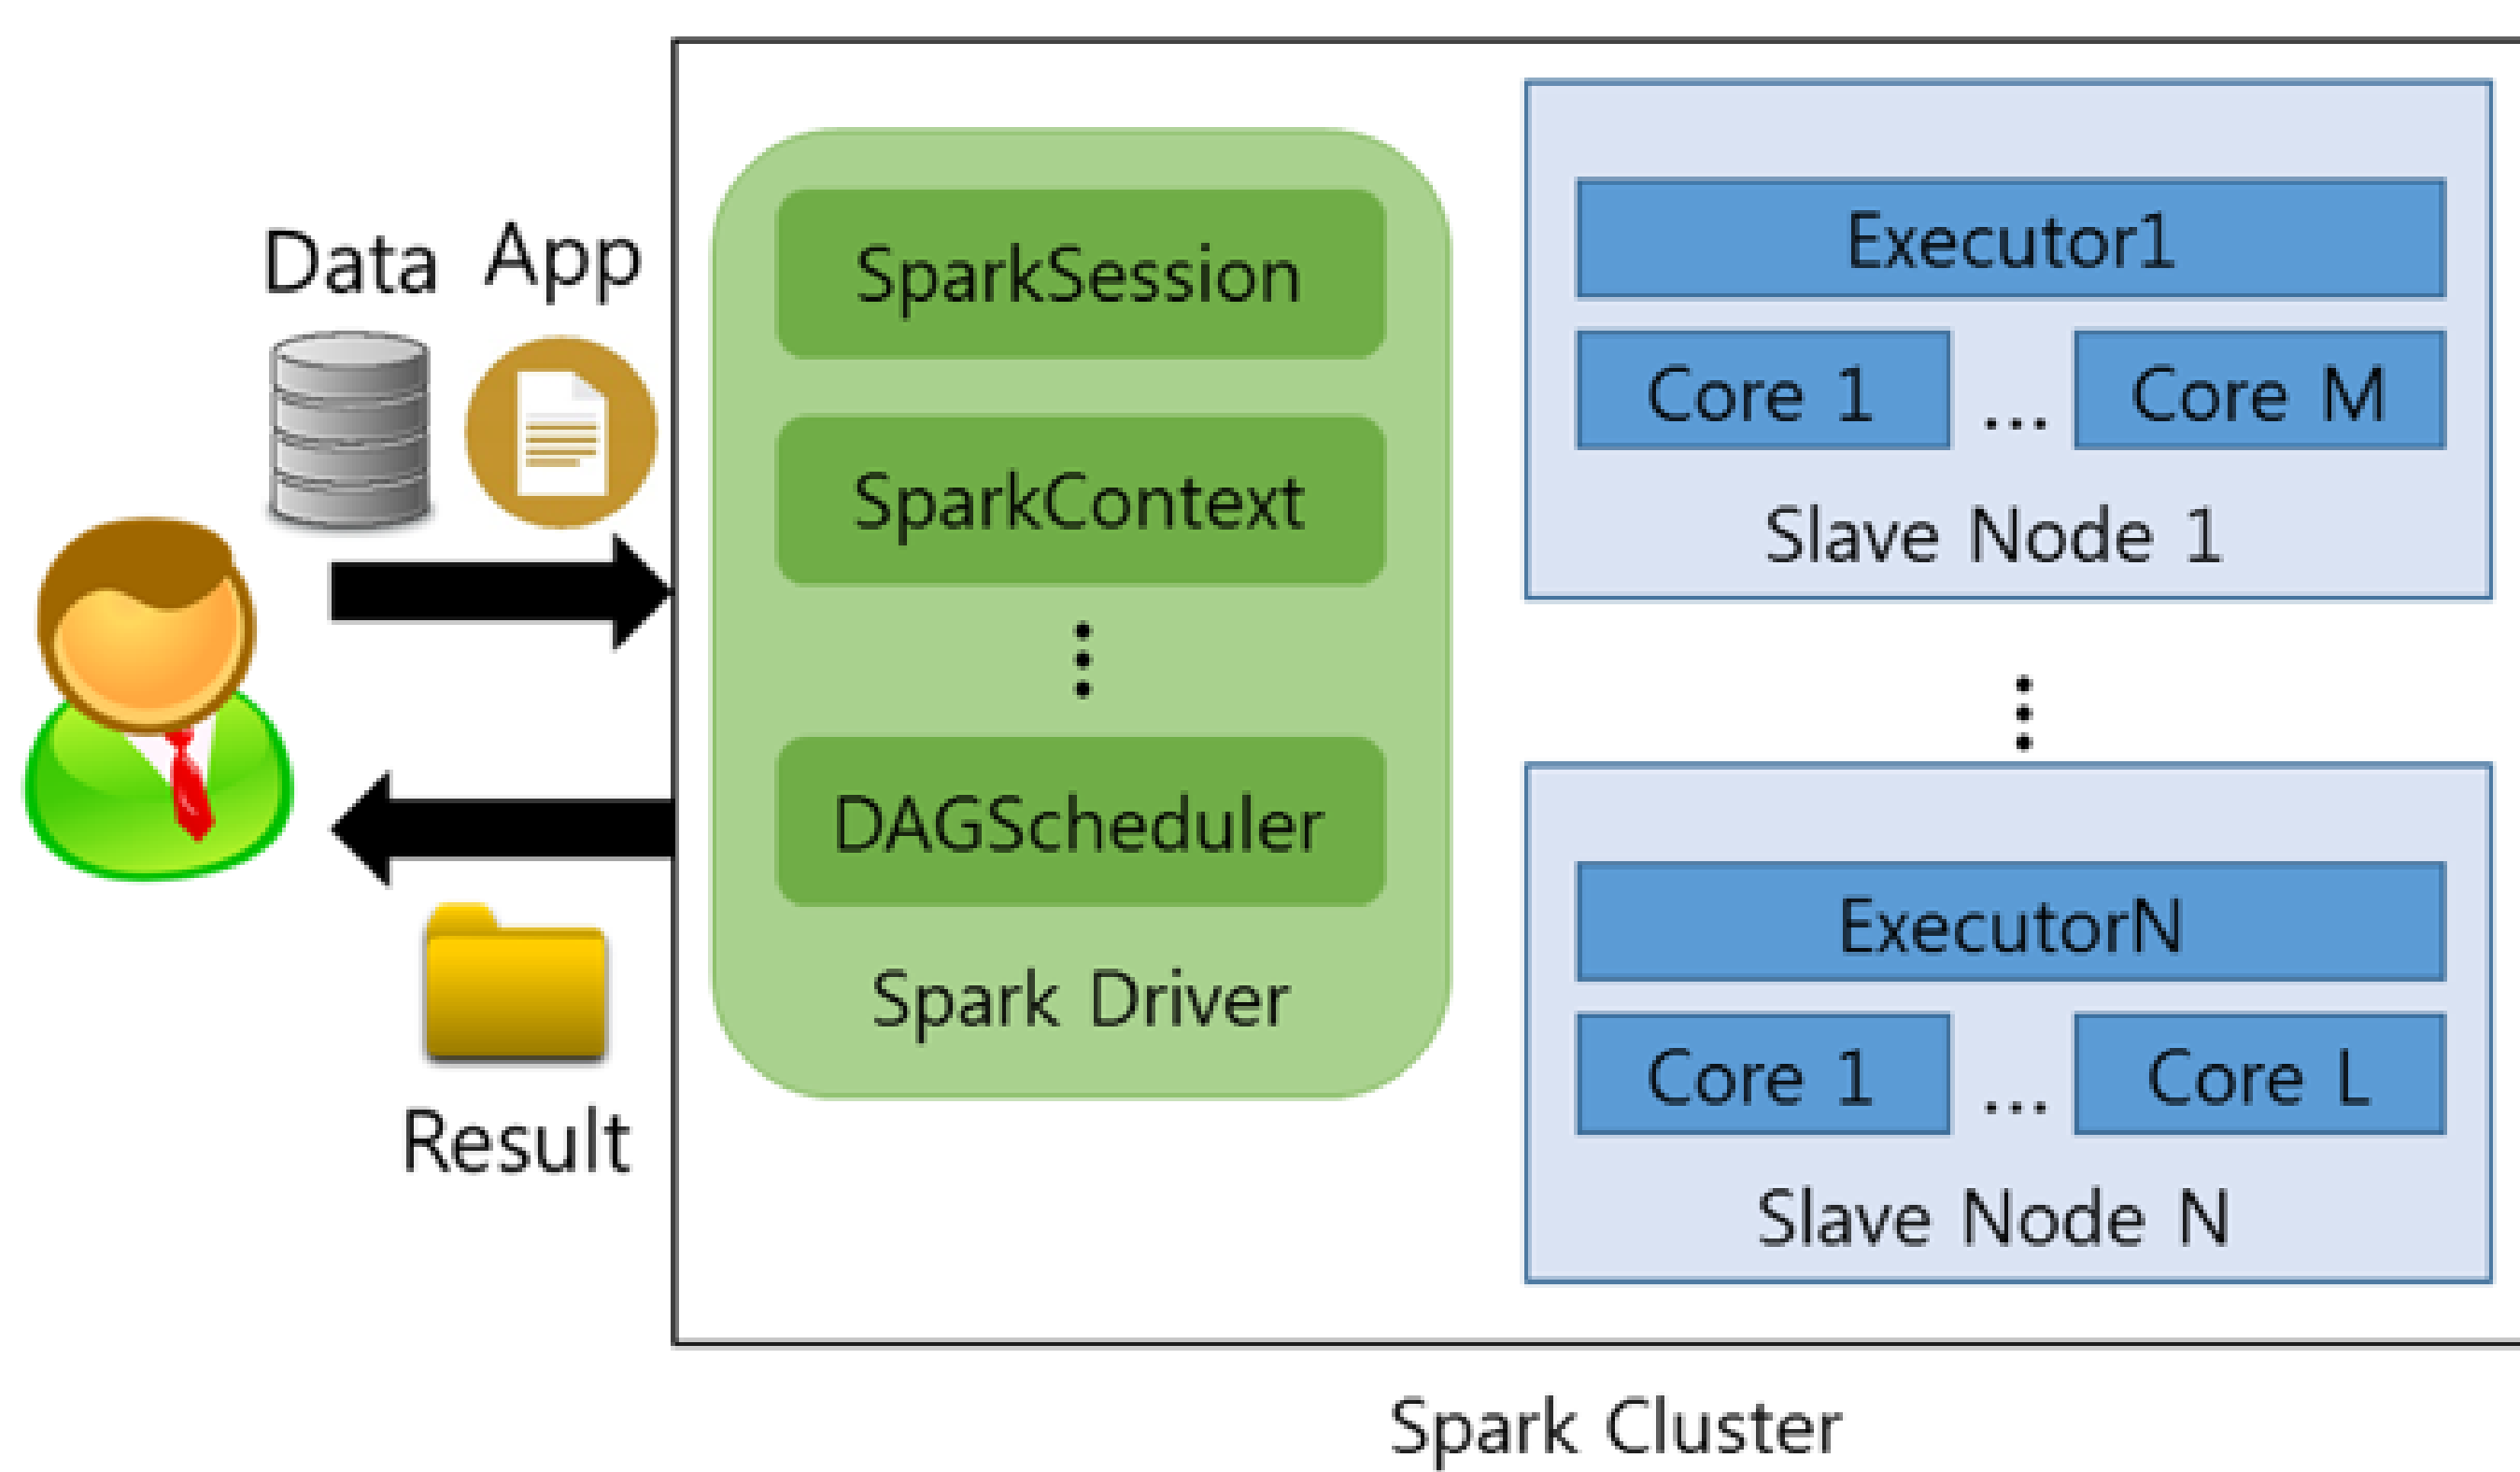 Data App
Result
SparkSession
SparkContext
DAGScheduler
Spark Driver
Executor1
Core 1 ... Core M
Slave Node 1
ExecutorN
Core 1 ... Core L
Slave Node N
Spark Cluster